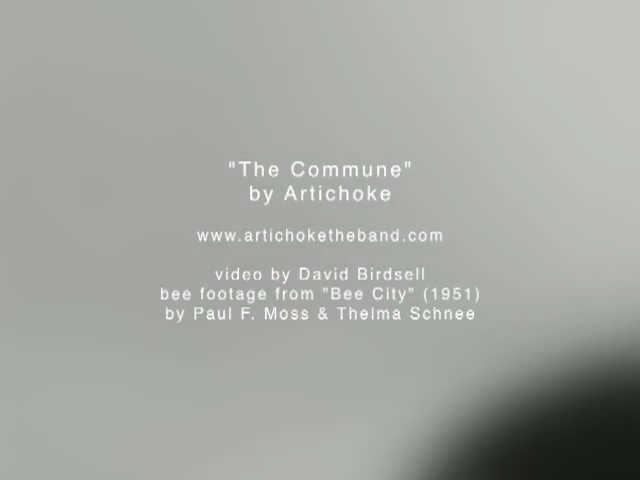 "The Commune"
by Artichoke
www.artichoketheband.com
video by David Birdsell
bee footage from "Bee City" (1951)
by Paul F. Moss & Thelma Schnee